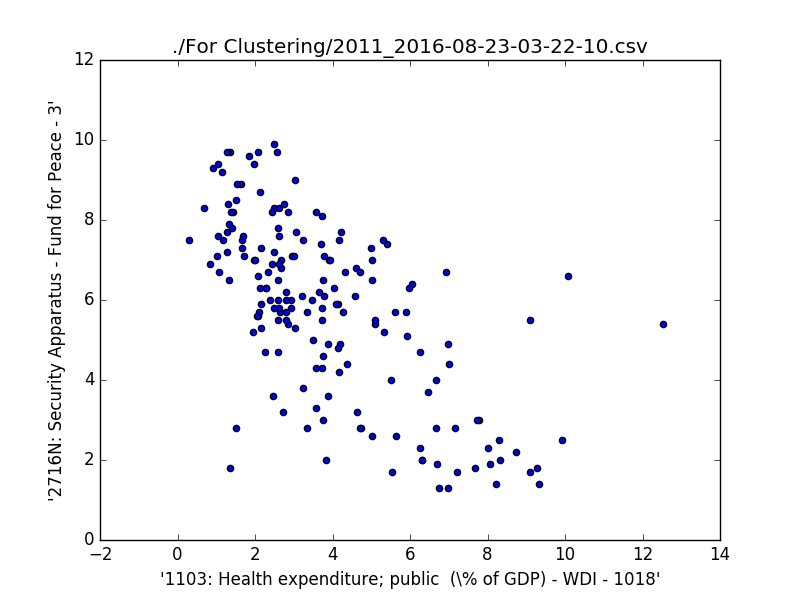 ./For Clustering/2011_2016-08-23-03-22-10.csv
12
10
8
6
4
2
0
'2716N: Security Apparatus - Fund for Peace - 3'
−2 0 2 4 6 8 10 12 14
'1103: Health expenditure; public  (\% of GDP) - WDI - 1018'